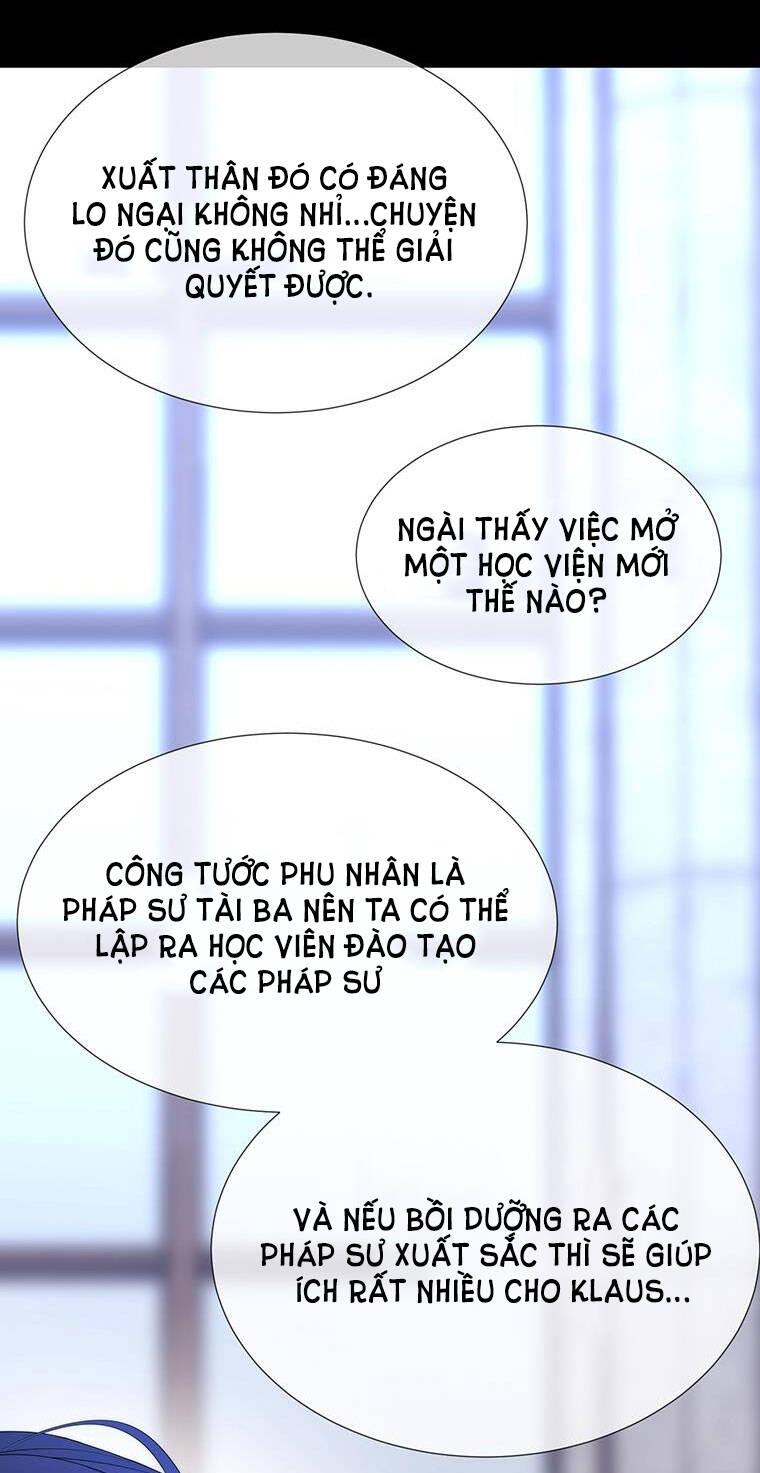 XUẤT THÂN ĐÓ CÓ ĐÁNG
LO NGẠI KHÔNG NHỈ...CHUYỆN
ĐÓ CŨNG KHÔNG THỂ GIẢI
QUYẾT ĐƯỢC.
NGÀI THẤY VIỆC MỞ
MỘT HỌC VIỆN MỚI
THẾ NÀO?
CÔNG TƯỚC PHU NHÂN LÀ
PHÁP SƯ TÀI BA NÊN TA CÓ THỂ
LẬP RA HỌC VIÊN ĐÀO TẠO
CÁC PHÁP SƯ
VÀ NẾU BỒI DƯỠNG RA CÁC
PHÁP SƯ XUẤT SẮC THÌ SẼ GIÚP
ÍCH RẤT NHIỀU CHO KLAUS...